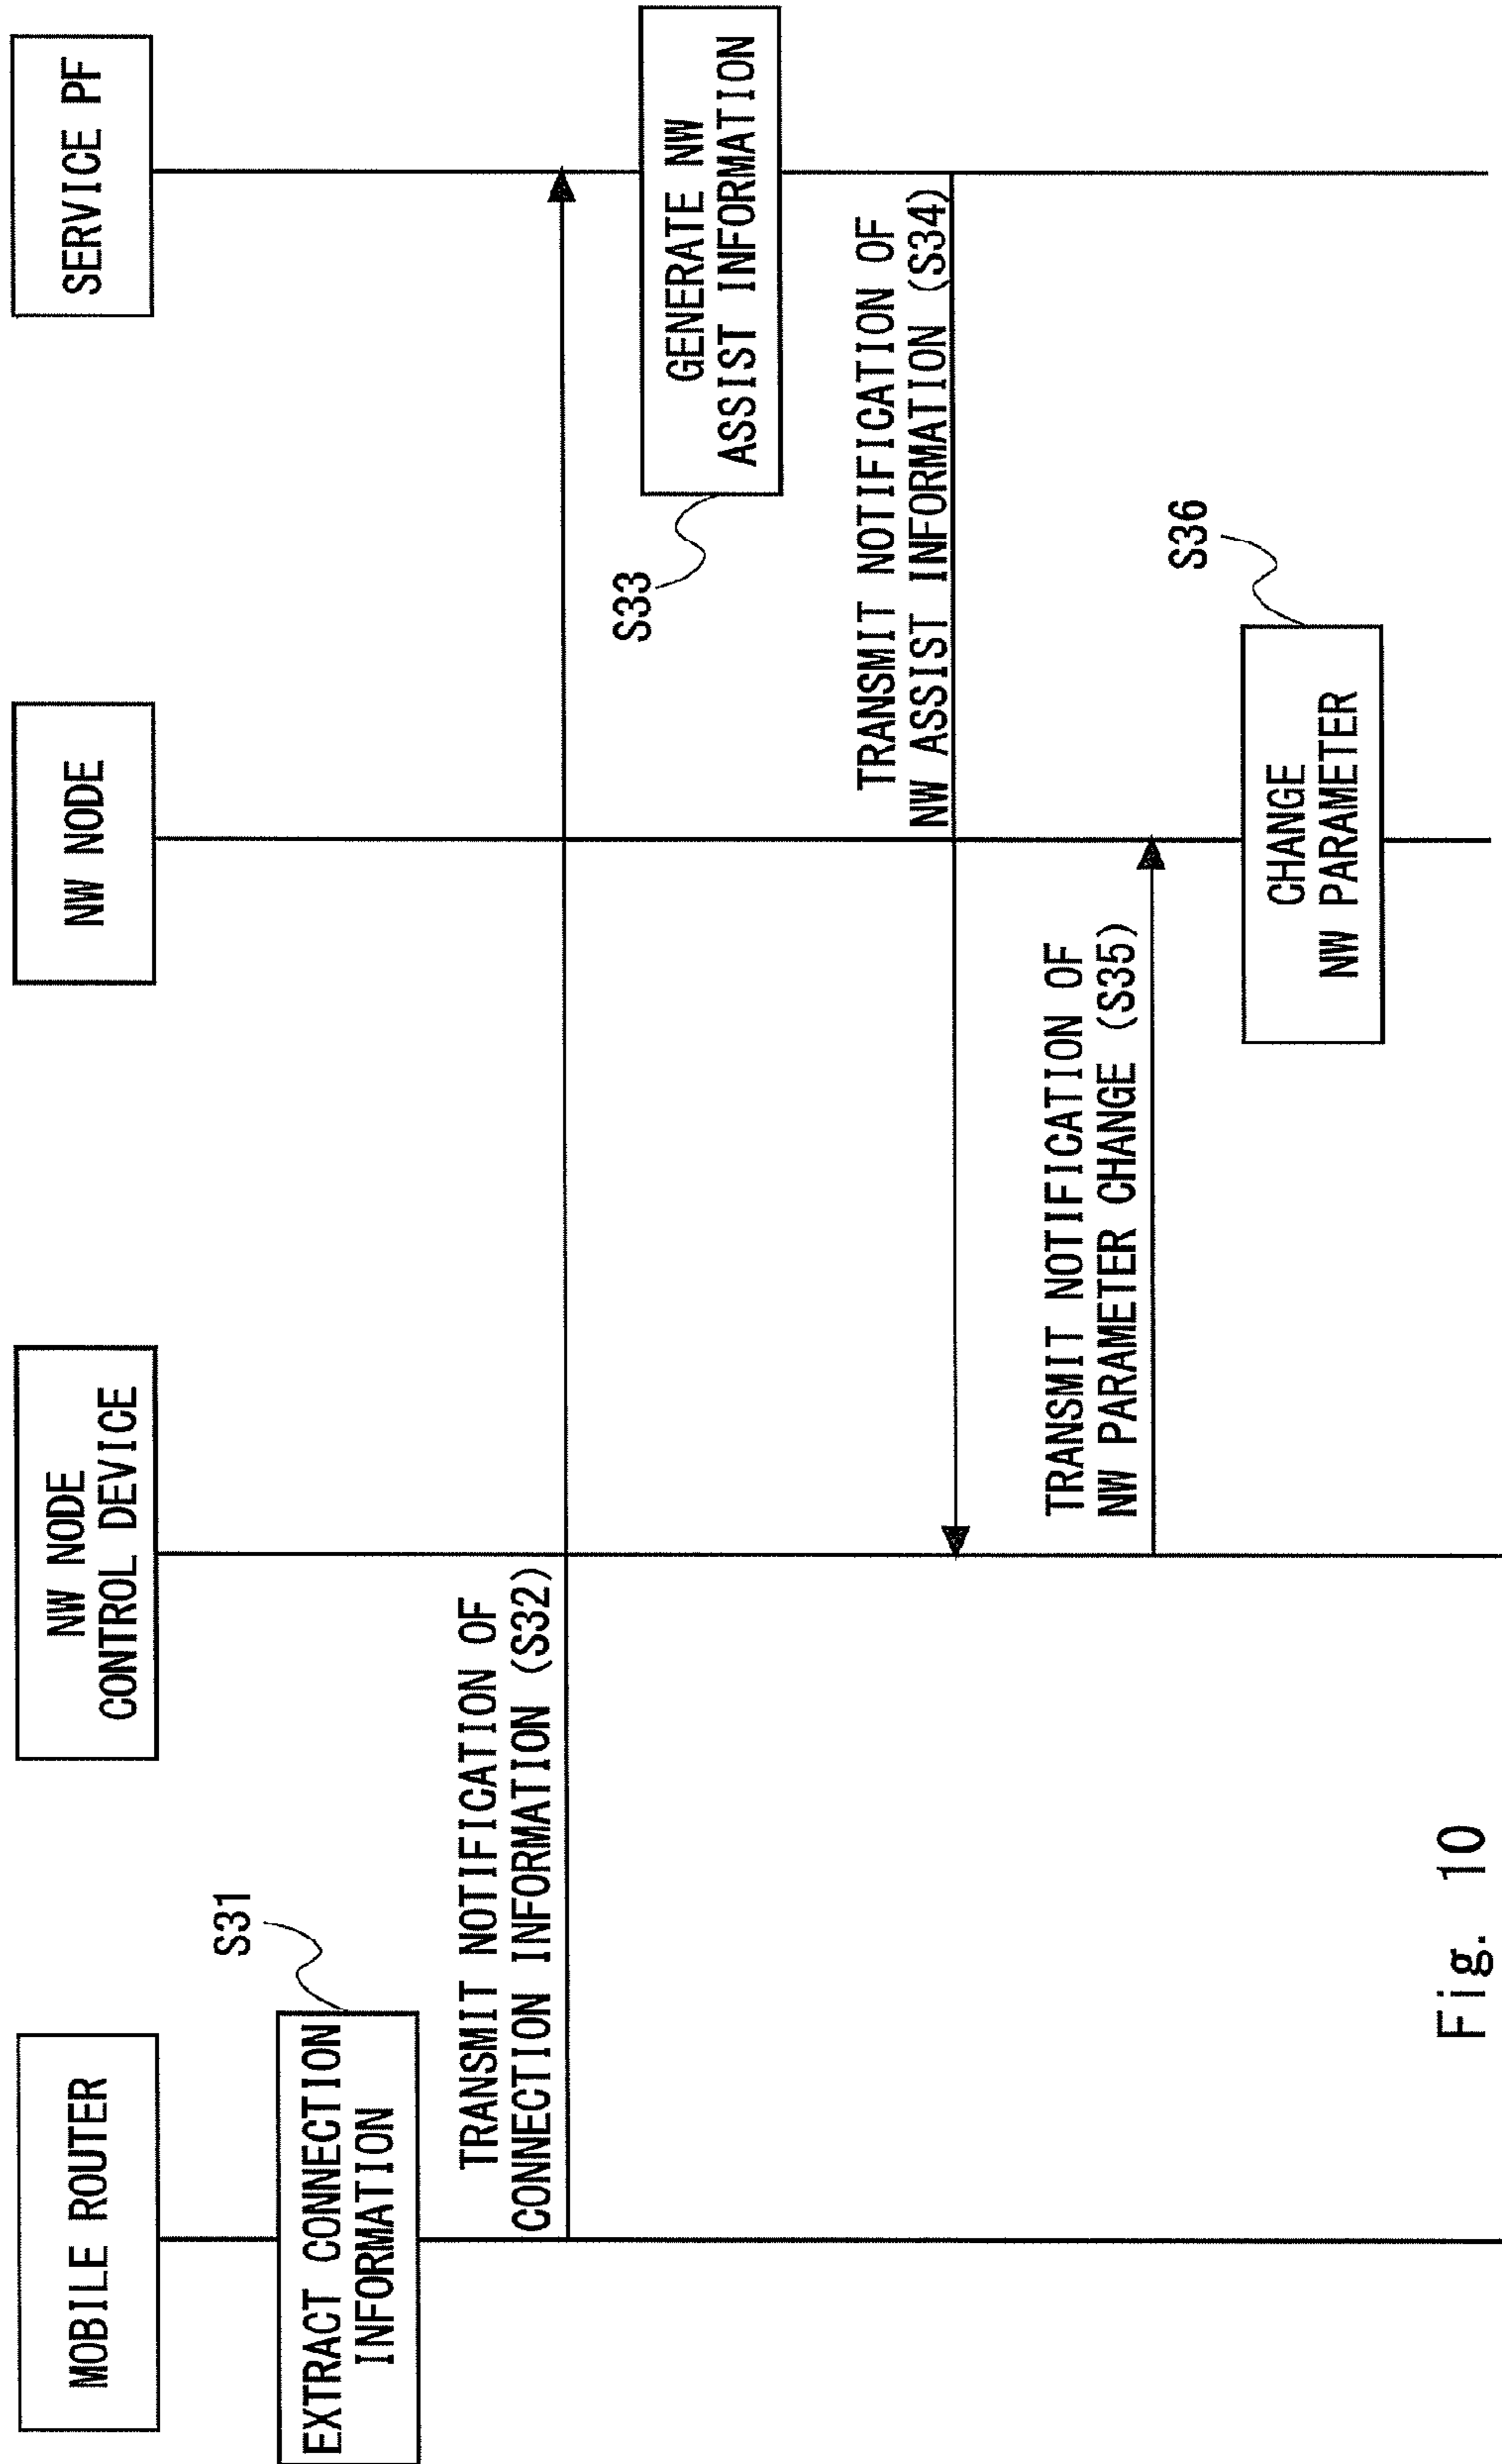 MOBILE ROUTER
NW NODE
CONTROL DEVICE
NW NODE
SERVICE PF
S31
EXTRACT CONNECTION
INFORMATION
TRANSMIT NOTIFICATION OF
CONNECTION INFORMATION (S32)
S33
GENERATE NW
ASSIST INFORMATION
TRANSMIT NOTIFICATION OF
NW ASSIST INFORMATION (S34)
TRANSMIT NOTIFICATION OF
NW PARAMETER CHANGE (S35)
S36
CHANGE
NW PARAMETER
Fig. 10